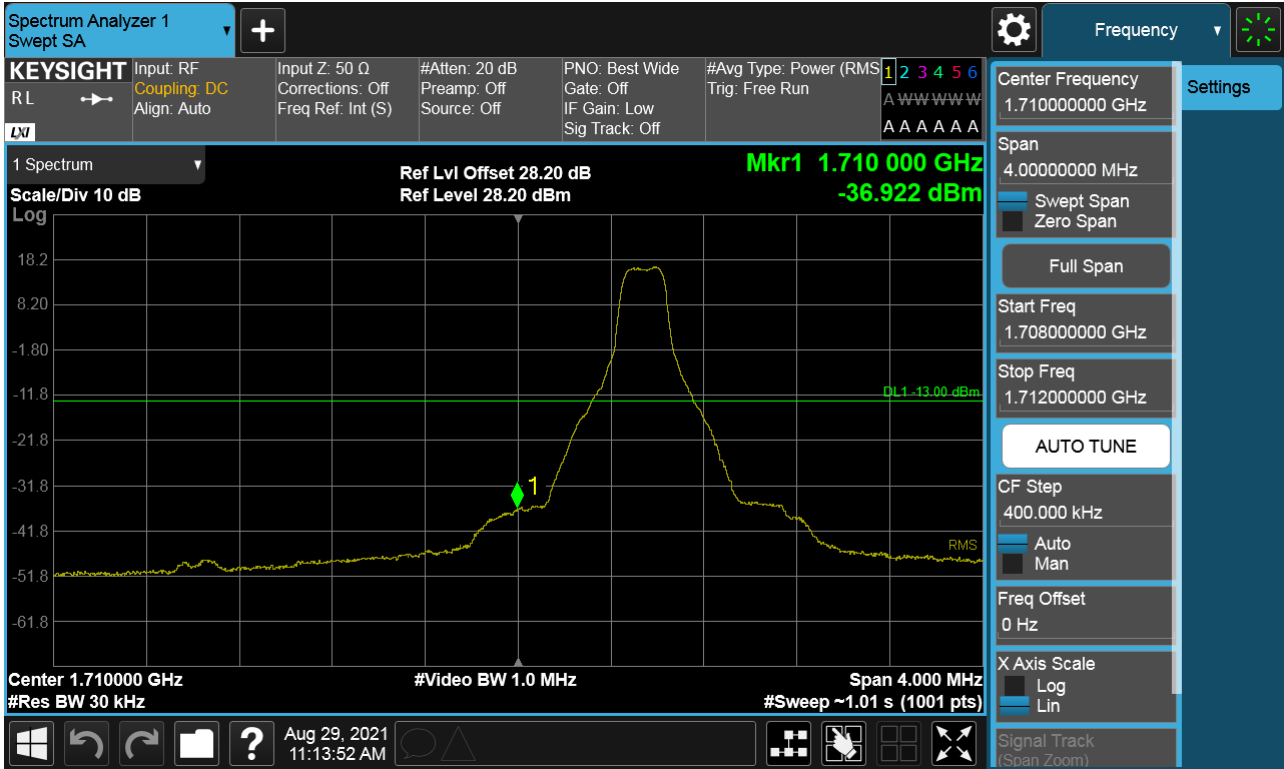 Spectrum Analyzer 1
Swept SA
Frequency
KEYSIGHT
R L
LXI
Input: RF
Coupling: DC
Align: Auto
Input Z: 50 Ω
Corrections: Off
Freq Ref: Int (S)
#Atten: 20 dB
Preamp: Off
Source: Off
PNO: Best Wide
Gate: Off
IF Gain: Low
Sig Track: Off
#Avg Type: Power (RMS
Trig: Free Run
1 2 3 4 5 6
A W W W W W
A A A A A A
1 Spectrum
Scale/Div 10 dB
Log
Ref Lvl Offset 28.20 dB
Ref Level 28.20 dBm
Mkr1 1.710 000 GHz
-36.922 dBm
18.2
8.20
-1.80
-11.8
-21.8
-31.8
-41.8
-51.8
-61.8
DL1 -13.00 dBm
1
RMS
Center 1.710000 GHz
#Video BW 1.0 MHz
Span 4.000 MHz
#Res BW 30 kHz
#Sweep ~1.01 s (1001 pts)
Center Frequency
1.710000000 GHz
Settings
Span
4.00000000 MHz
Swept Span
Zero Span
Full Span
Start Freq
1.708000000 GHz
Stop Freq
1.712000000 GHz
AUTO TUNE
CF Step
400.000 kHz
Auto
Man
Freq Offset
0 Hz
X Axis Scale
Log
Lin
Signal Track
(Span Zoom)
?
Aug 29, 2021
11:13:52 AM